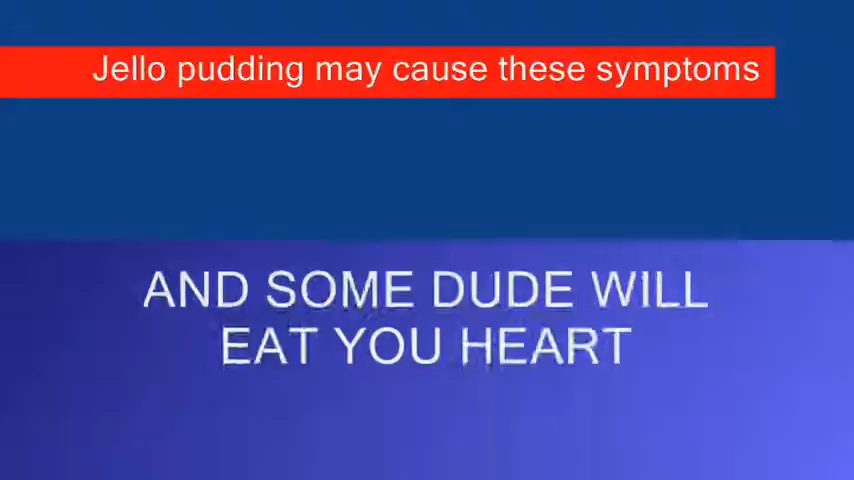 Jello pudding may cause these symptoms
AND SOME DUDE WILL
EAT YOU HEART